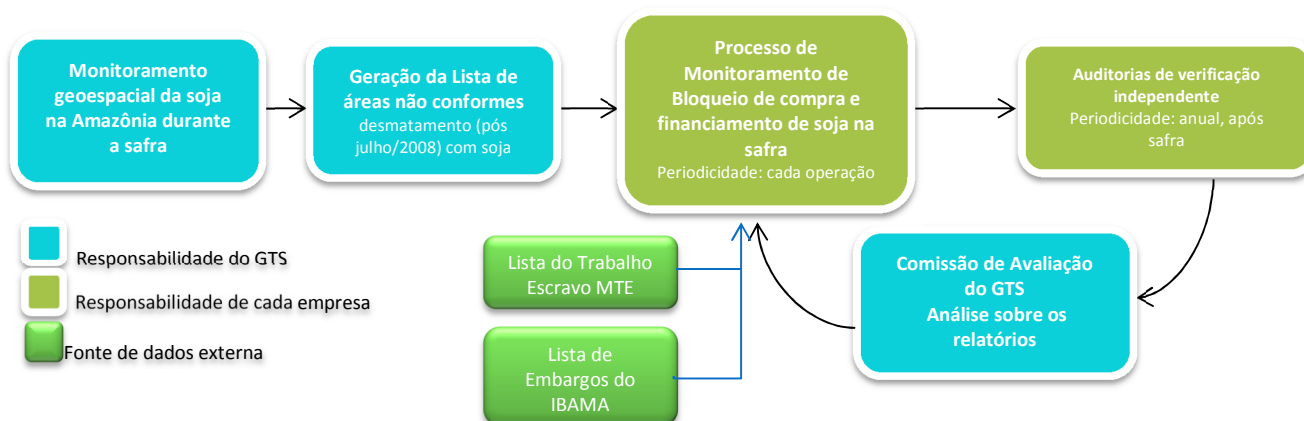 Monitoramento
geoespacial da soja
na Amazônia durante
a safra
Geração da Lista de
áreas não conformes
desmatamento (pós
julho/2008) com soja
Processo de
Monitoramento de
Bloqueio de compra e
financiamento de soja na
safra
Periodicidade: cada operação
Auditorias de verificação
independente
Periodicidade: anual, após
safra
Responsabilidade do GTS
Responsabilidade de cada empresa
Fonte de dados externa
Lista do Trabalho
Escravo MTE
Lista de
Embargos do
IBAMA
Comissão de Avaliação
do GTS
Análise sobre os
relatórios